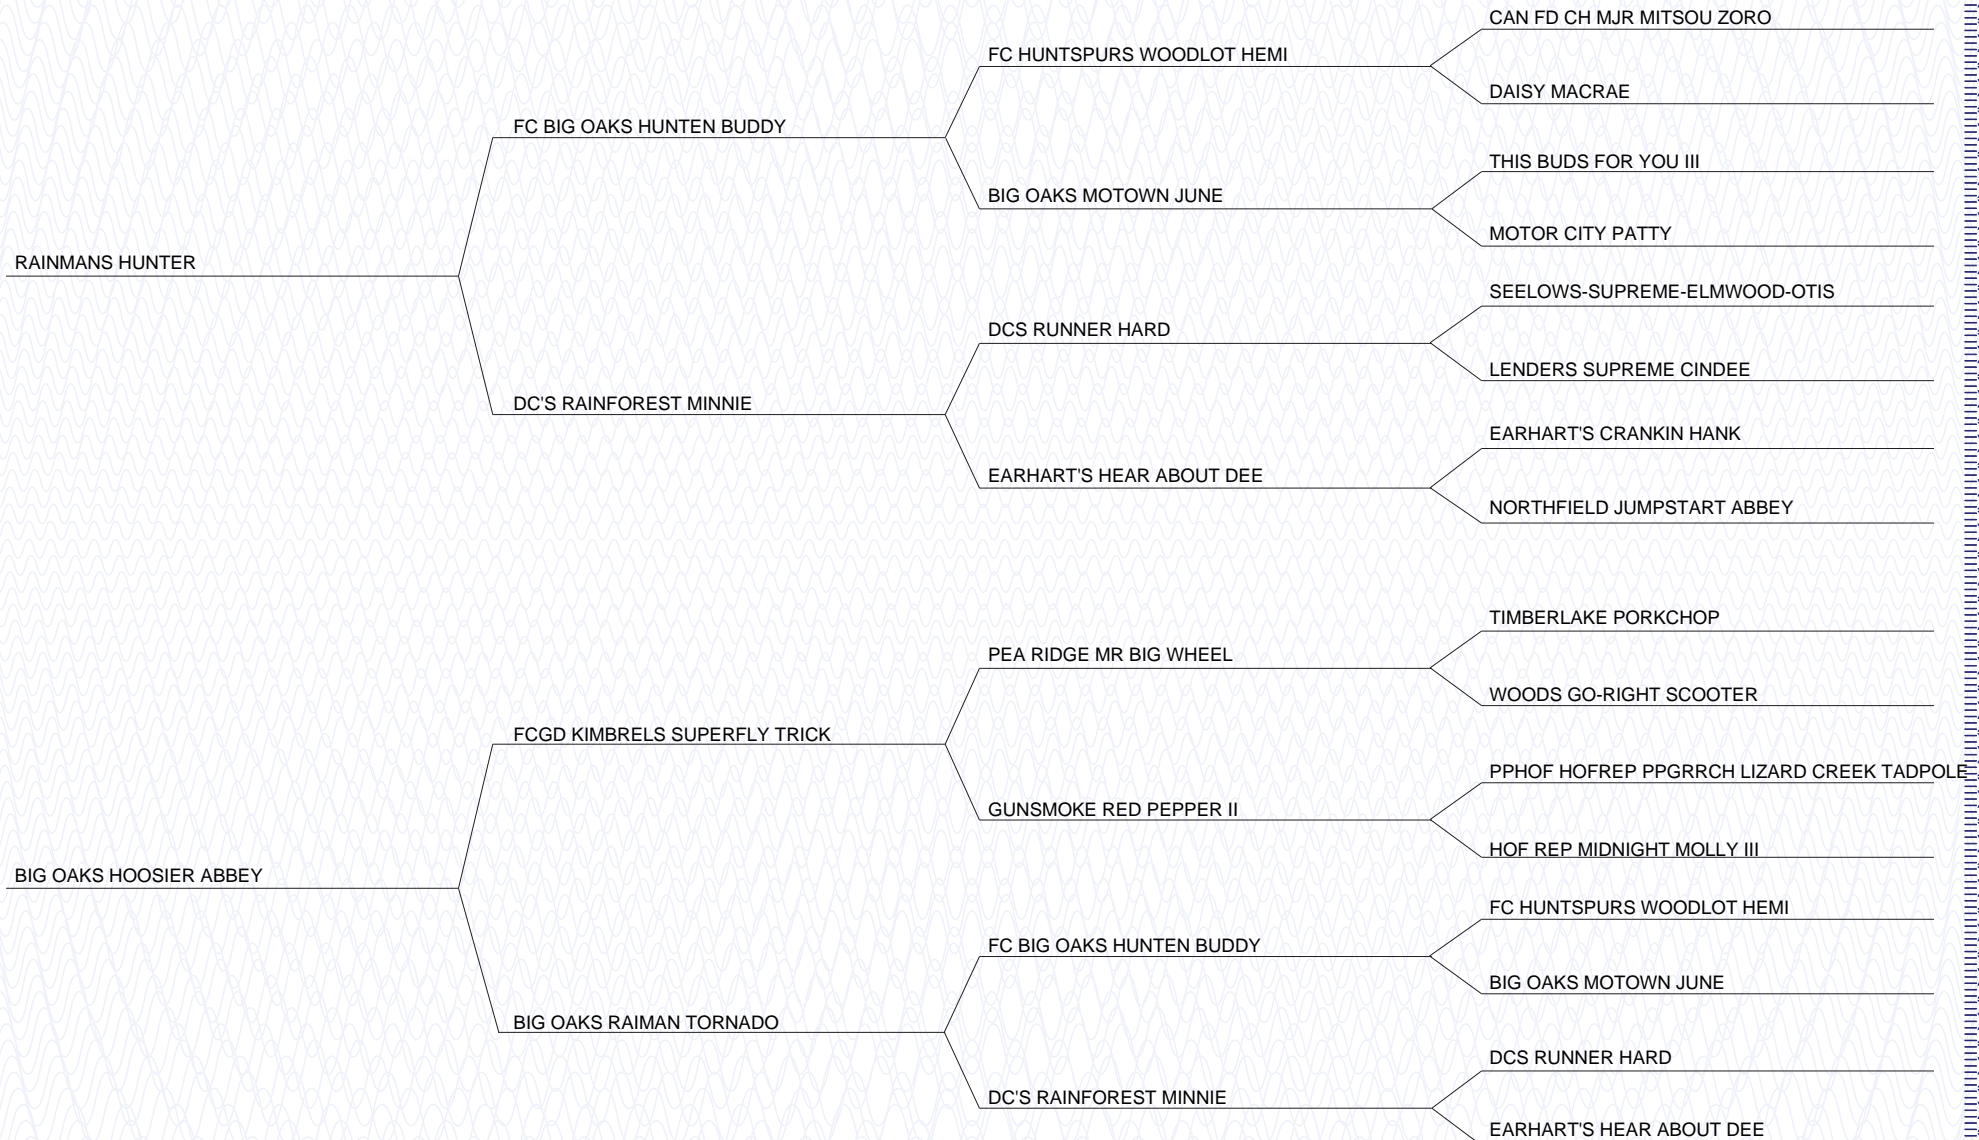 CAN FD CH MJR MITSOU ZORO
FC HUNTSPURS WOODLOT HEMI
DAISY MACRAE
FC BIG OAKS HUNTEN BUDDY
THIS BUDS FOR YOU III
BIG OAKS MOTOWN JUNE
MOTOR CITY PATTY
RAINMANS HUNTER
SEELOWS-SUPREME-ELMWOOD-OTIS
DCS RUNNER HARD
LENDERS SUPREME CINDEE
DC'S RAINFOREST MINNIE
EARHART'S CRANKIN HANK
EARHART'S HEAR ABOUT DEE
NORTHFIELD JUMPSTART ABBEY
TIMBERLAKE PORKCHOP
PEA RIDGE MR BIG WHEEL
WOODS GO-RIGHT SCOOTER
FCGD KIMBRELS SUPERFLY TRICK
PPHOF HOFREP PPGRRCH LIZARD CREEK TADPOLE
GUNSMOKE RED PEPPER II
HOF REP MIDNIGHT MOLLY III
BIG OAKS HOOSIER ABBEY
FC HUNTSPURS WOODLOT HEMI
FC BIG OAKS HUNTEN BUDDY
BIG OAKS MOTOWN JUNE
BIG OAKS RAIMAN TORNADO
DCS RUNNER HARD
DC'S RAINFOREST MINNIE
EARHART'S HEAR ABOUT DEE